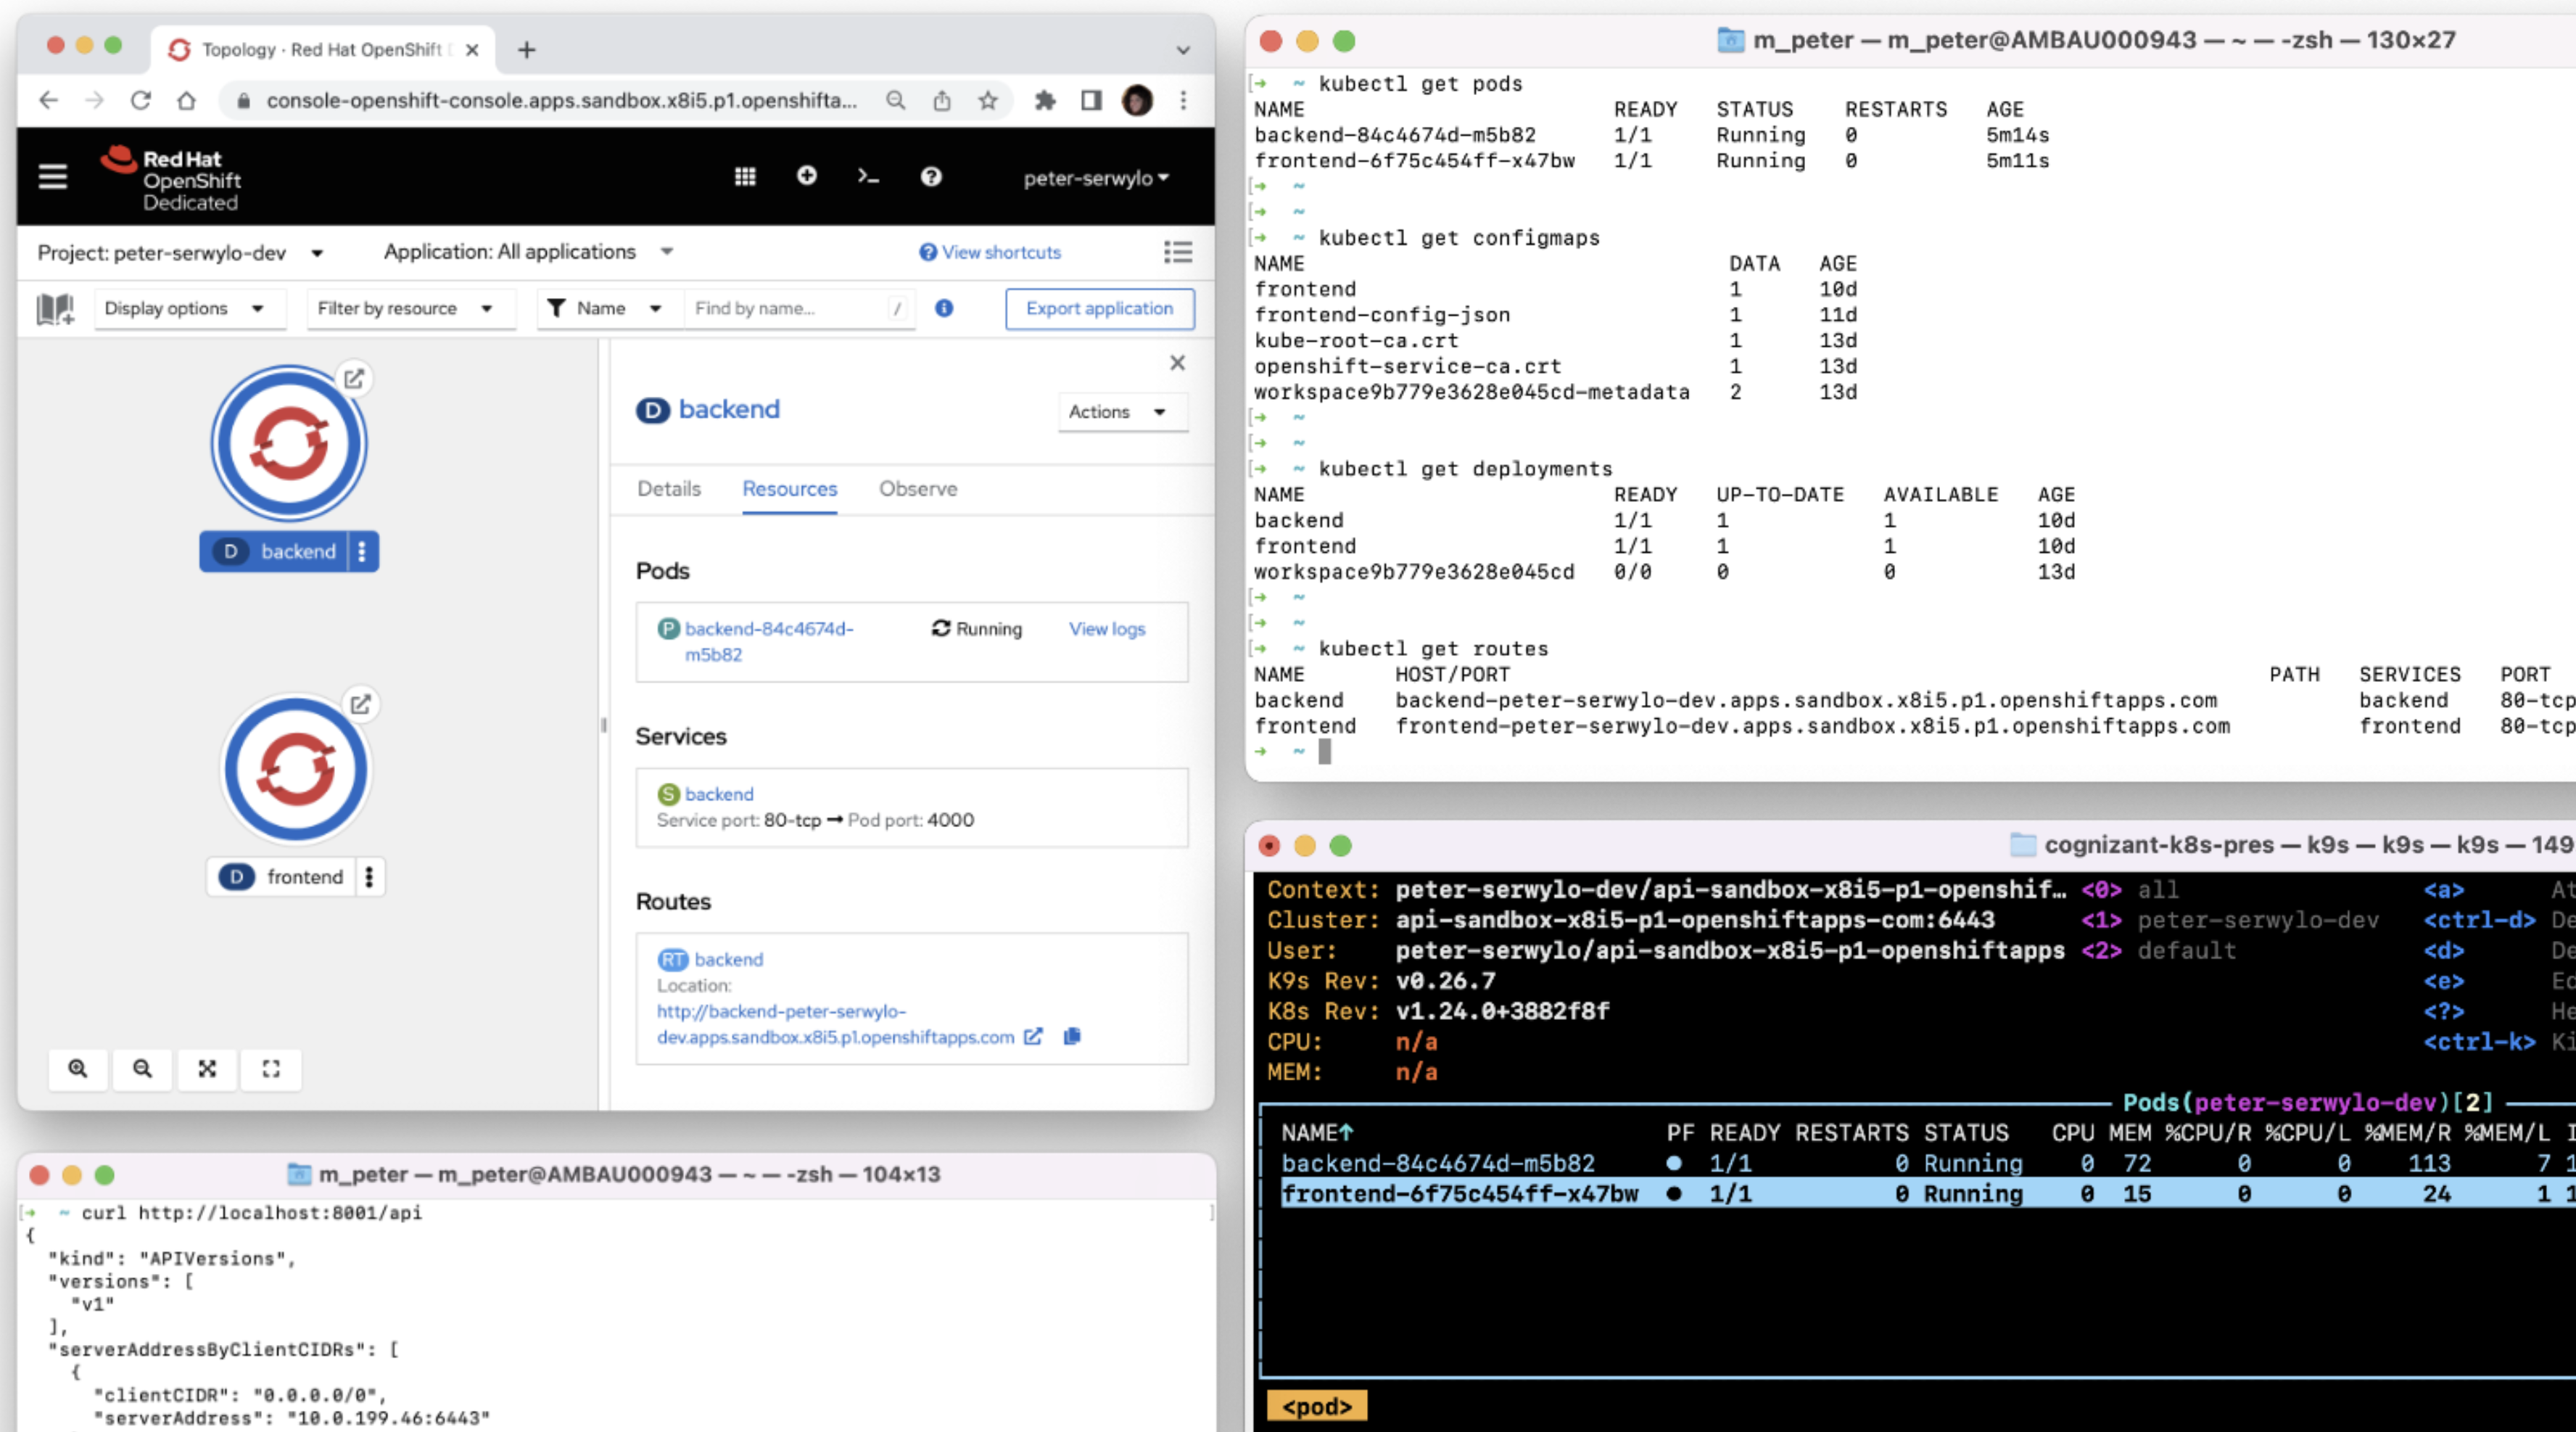 Topology · Red Hat OpenShift
console-openshift-console.apps.sandbox.x8i5.p1.openshifta...
Red Hat
OpenShift
Dedicated
peter-serwylo
Project: peter-serwylo-dev
Application: All applications
View shortcuts
Display options
Filter by resource
Name
Find by name...
/
Export application
D backend
D frontend
D backend
Actions
Details Resources Observe
Pods
P backend-84c4674d-
m5b82
Running
View logs
Services
S backend
Service port: 80-tcp → Pod port: 4000
Routes
RT backend
Location:
http://backend-peter-serwylo-
dev.apps.sandbox.x8i5.p1.openshiftapps.com
m_peter — m_peter@AMBAU000943 — ~ — -zsh — 104×13
[→ ~ curl http://localhost:8001/api ]
{
"kind": "APIVersions",
"versions": [
"v1"
],
"serverAddressByClientCIDRs": [
{
"clientCIDR": "0.0.0.0/0",
"serverAddress": "10.0.199.46:6443"
m_peter — m_peter@AMBAU000943 — ~ — -zsh — 130×27
[→ ~ kubectl get pods
NAME READY STATUS RESTARTS AGE
backend-84c4674d-m5b82 1/1 Running 0 5m14s
frontend-6f75c454ff-x47bw 1/1 Running 0 5m11s
[→ ~
[→ ~
[→ ~ kubectl get configmaps
NAME DATA AGE
frontend 1 10d
frontend-config-json 1 11d
kube-root-ca.crt 1 13d
openshift-service-ca.crt 1 13d
workspace9b779e3628e045cd-metadata 2 13d
[→ ~
[→ ~
[→ ~ kubectl get deployments
NAME READY UP-TO-DATE AVAILABLE AGE
backend 1/1 1 1 10d
frontend 1/1 1 1 10d
workspace9b779e3628e045cd 0/0 0 0 13d
[→ ~
[→ ~
[→ ~ kubectl get routes
NAME HOST/PORT PATH SERVICES PORT
backend backend-peter-serwylo-dev.apps.sandbox.x8i5.p1.openshiftapps.com backend 80-tcp
frontend frontend-peter-serwylo-dev.apps.sandbox.x8i5.p1.openshiftapps.com frontend 80-tcp
→ ~
cognizant-k8s-pres — k9s — k9s — k9s — 149
Context: peter-serwylo-dev/api-sandbox-x8i5-p1-openshif… <0> all <a>
Cluster: api-sandbox-x8i5-p1-openshiftapps-com:6443 <1> peter-serwylo-dev <ctrl-d>
User: peter-serwylo/api-sandbox-x8i5-p1-openshiftapps <2> default <d>
K9s Rev: v0.26.7 <e>
K8s Rev: v1.24.0+3882f8f <?>
CPU: n/a <ctrl-k>
MEM: n/a
Pods(peter-serwylo-dev)[2]
NAME↑ PF READY RESTARTS STATUS CPU MEM %CPU/R %CPU/L %MEM/R %MEM/L
backend-84c4674d-m5b82 ● 1/1 0 Running 0 72 0 0 113 7
frontend-6f75c454ff-x47bw ● 1/1 0 Running 0 15 0 0 24 1
<pod>